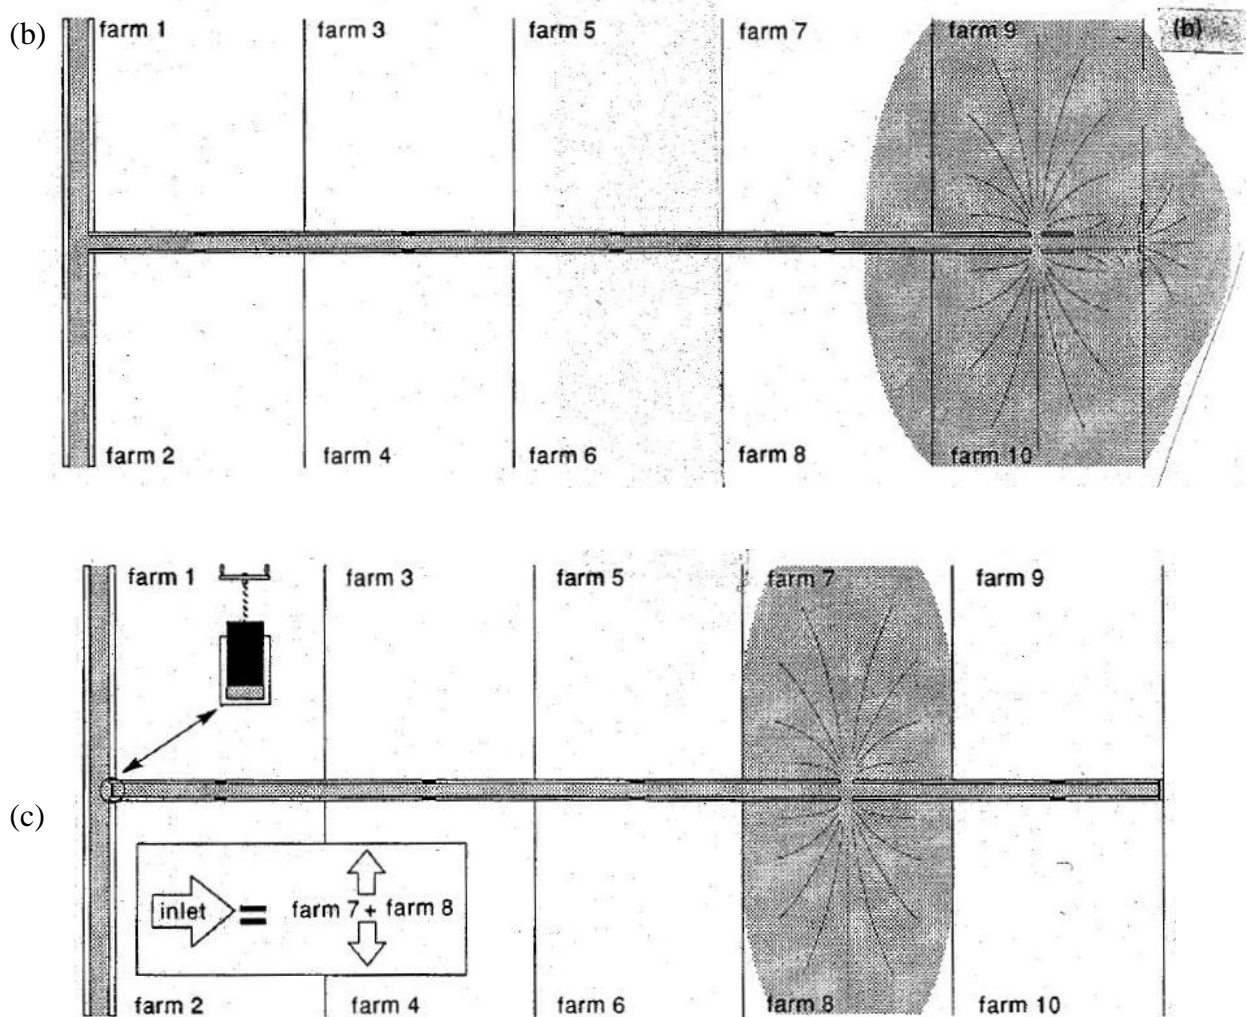 (b) farm 1 farm 3 farm 5 farm 7 farm 9 (b)
farm 2 farm 4 farm 6 farm 8 farm 10
farm 1 farm 3 farm 5 farm 7 farm 9
(c)
inlet = farm 7 + farm 8
farm 2 farm 4 farm 6 farm 8 farm 10